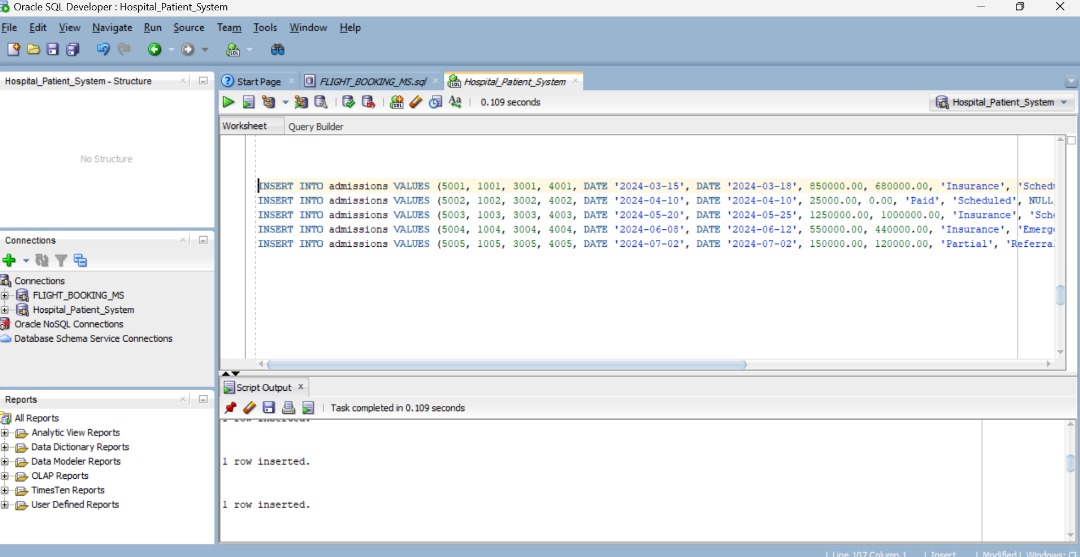 Oracle SQL Developer : Hospital_Patient_System
File Edit View Navigate Run Source Team Tools Window Help
Hospital_Patient_System - Structure
Start Page FLIGHT_BOOKING_MS.sql Hospital_Patient_System
0.109 seconds
Hospital_Patient_System
Worksheet Query Builder
No Structure
INSERT INTO admissions VALUES (5001, 1001, 3001, 4001, DATE '2024-03-15', DATE '2024-03-18', 850000.00, 680000.00, 'Insurance', 'Schedu
INSERT INTO admissions VALUES (5002, 1002, 3002, 4002, DATE '2024-04-10', DATE '2024-04-10', 25000.00, 0.00, 'Paid', 'Scheduled', NULL,
INSERT INTO admissions VALUES (5003, 1003, 3003, 4003, DATE '2024-05-20', DATE '2024-05-25', 1250000.00, 1000000.00, 'Insurance', 'Sch
INSERT INTO admissions VALUES (5004, 1004, 3004, 4004, DATE '2024-06-08', DATE '2024-06-12', 550000.00, 440000.00, 'Insurance', 'Emerg
INSERT INTO admissions VALUES (5005, 1005, 3005, 4005, DATE '2024-07-02', DATE '2024-07-02', 150000.00, 120000.00, 'Partial', 'Referra
Connections
Connections
FLIGHT_BOOKING_MS
Hospital_Patient_System
Oracle NoSQL Connections
Database Schema Service Connections
Reports
All Reports
Analytic View Reports
Data Dictionary Reports
Data Modeler Reports
OLAP Reports
TimesTen Reports
User Defined Reports
Script Output
Task completed in 0.109 seconds
1 row inserted.
1 row inserted.
1 row inserted.
Line 107 Column 1 Insert Modified Windows: